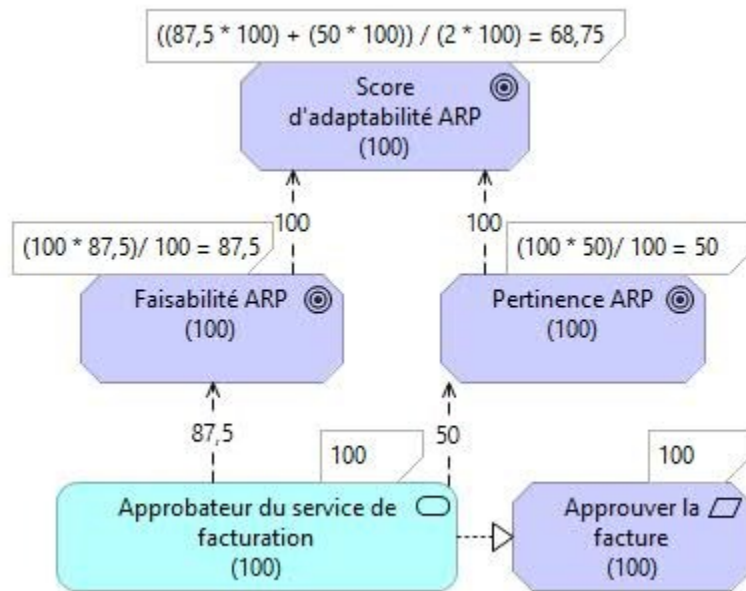 ((87,5 * 100) + (50 * 100)) / (2 * 100) = 68,75
Score
d'adaptabilité ARP
(100)
100
100
(100 * 87,5)/ 100 = 87,5
(100 * 50)/ 100 = 50
Faisabilité ARP
(100)
Pertinence ARP
(100)
87,5
50
100
100
Approbateur du service de
facturation
(100)
Approuver la
facture
(100)